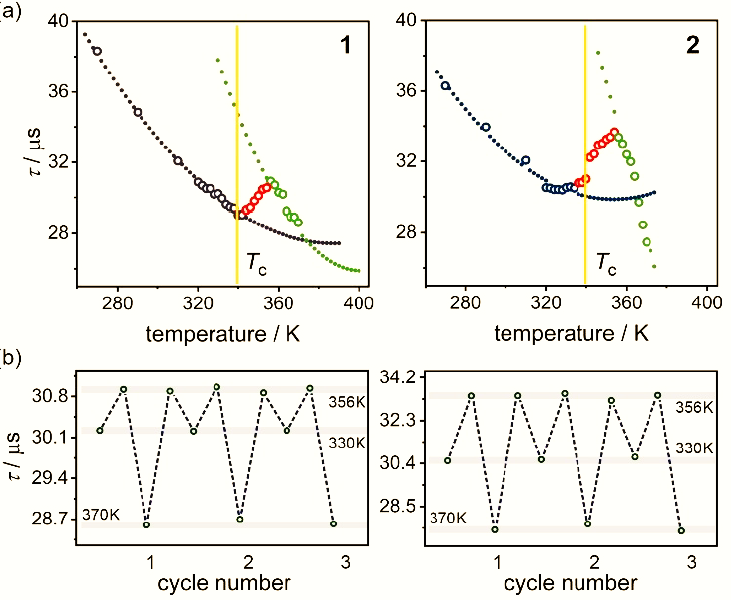 (a)
40
36
32
28
τ / μs
1
Tc
280
320
360
400
temperature / K
40
36
32
28
2
Tc
280
320
360
400
temperature / K
(b)
30.8
30.1
29.4
28.7
τ / μs
356K
330K
370K
1
2
3
cycle number
34.2
32.3
30.4
28.5
356K
330K
370K
1
2
3
cycle number